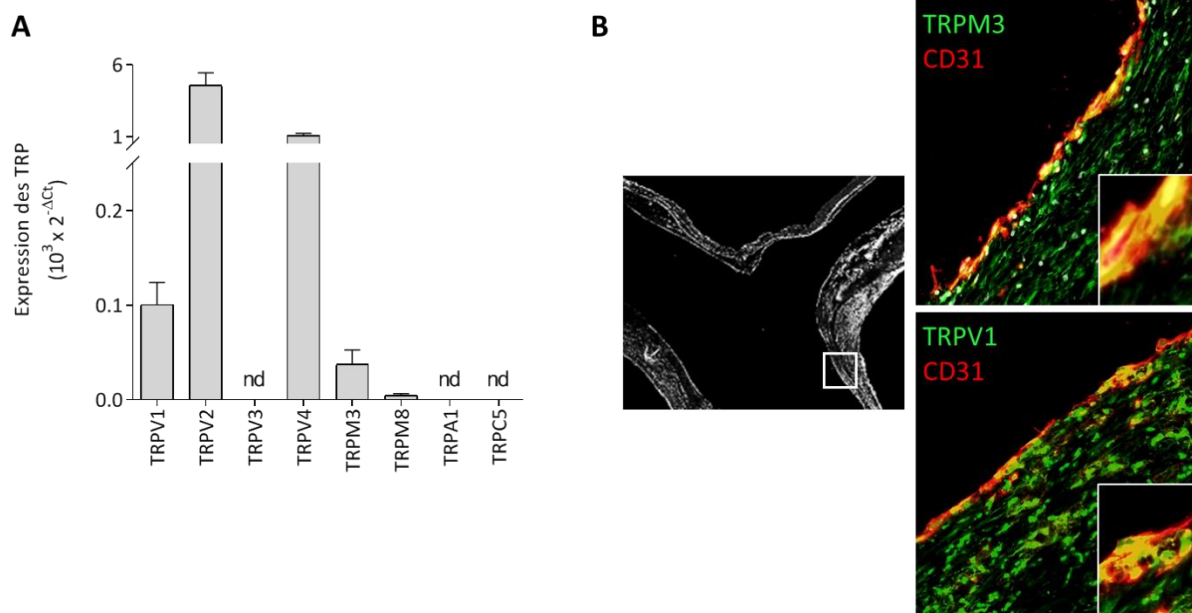 A
6
1
0.2
0.1
0.0
Expression des TRP
(10³ x 2^-ΔCt)
nd
nd
nd
TRPV1
TRPV2
TRPV3
TRPV4
TRPM3
TRPM8
TRPA1
TRPC5
B
TRPM3
CD31
TRPV1
CD31